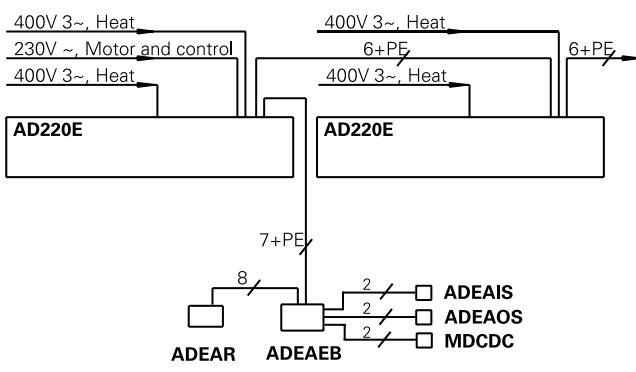 400V 3~, Heat
400V 3~, Heat
230V ~, Motor and control
6+PE
6+PE
400V 3~, Heat
400V 3~, Heat
AD220E
AD220E
7+PE
8
2
ADEAIS
2
ADEAOS
2
MDCDC
ADEAR
ADEAEB